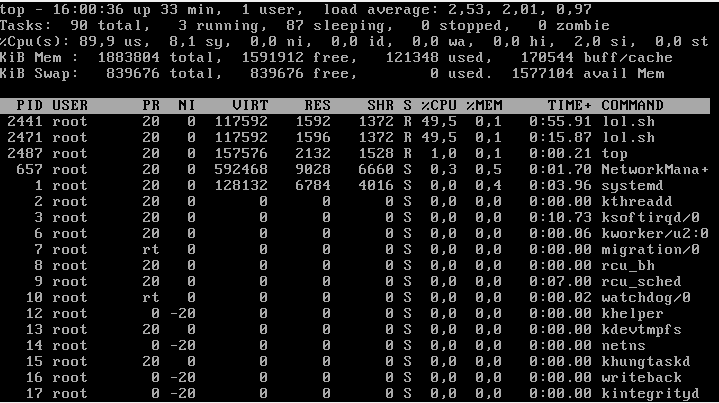 top - 16:00:36 up 33 min,  1 user,  load average: 2,53, 2,01, 0,97
Tasks:  90 total,   3 running,  87 sleeping,   0 stopped,   0 zombie
%Cpu(s): 89,9 us,  8,1 sy,  0,0 ni,  0,0 id,  0,0 wa,  0,0 hi,  2,0 si,  0,0 st
KiB Mem :  1883804 total,  1591912 free,   121348 used,   170544 buff/cache
KiB Swap:   839676 total,   839676 free,        0 used.  1577104 avail Mem
PID USER      PR  NI    VIRT    RES    SHR S %CPU %MEM     TIME+ COMMAND
2441 root      20   0  117592   1592   1372 R 49,5  0,1   0:55.91 lol.sh
2471 root      20   0  117592   1596   1372 R 49,5  0,1   0:15.87 lol.sh
2487 root      20   0  157576   2132   1528 R  1,0  0,1   0:00.21 top
657 root      20   0  592468   9028   6660 S  0,3  0,5   0:01.70 NetworkMana+
1 root      20   0  128132   6784   4016 S  0,0  0,4   0:03.96 systemd
2 root      20   0       0      0      0 S  0,0  0,0   0:00.00 kthreadd
3 root      20   0       0      0      0 S  0,0  0,0   0:10.73 ksoftirqd/0
6 root      20   0       0      0      0 S  0,0  0,0   0:00.06 kworker/u2:0
7 root      rt   0       0      0      0 S  0,0  0,0   0:00.00 migration/0
8 root      20   0       0      0      0 S  0,0  0,0   0:00.00 rcu_bh
9 root      20   0       0      0      0 S  0,0  0,0   0:07.00 rcu_sched
10 root      rt   0       0      0      0 S  0,0  0,0   0:00.02 watchdog/0
12 root       0 -20       0      0      0 S  0,0  0,0   0:00.00 khelper
13 root      20   0       0      0      0 S  0,0  0,0   0:00.00 kdevtmpfs
14 root       0 -20       0      0      0 S  0,0  0,0   0:00.00 netns
15 root      20   0       0      0      0 S  0,0  0,0   0:00.00 khungtaskd
16 root       0 -20       0      0      0 S  0,0  0,0   0:00.00 writeback
17 root       0 -20       0      0      0 S  0,0  0,0   0:00.00 kintegrityd